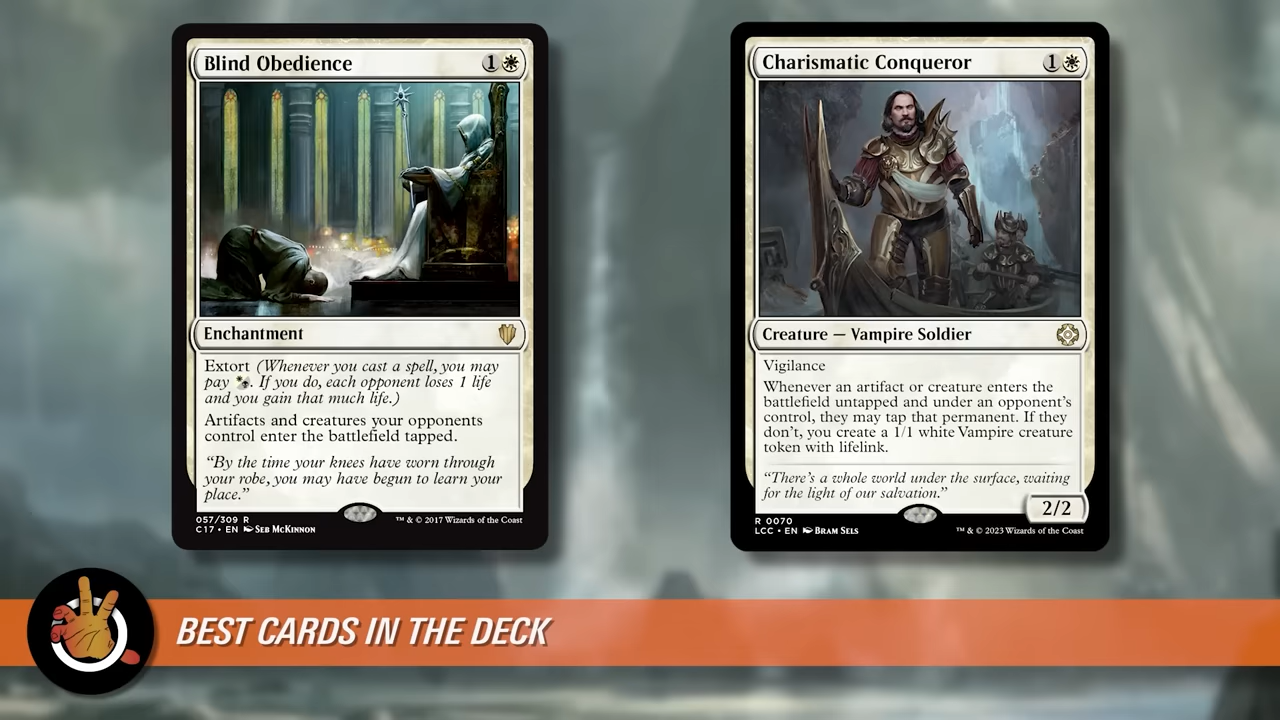 Blind Obedience 1
Enchantment
Extort (Whenever you cast a spell, you may
pay . If you do, each opponent loses 1 life
and you gain that much life.)
Artifacts and creatures your opponents
control enter the battlefield tapped.
“By the time your knees have worn through
your robe, you may have begun to learn your
place.”
057/309 R
C17 • EN Seb McKinnon
™ & © 2017 Wizards of the Coast
Charismatic Conqueror 1
Creature — Vampire Soldier
Vigilance
Whenever an artifact or creature enters the
battlefield untapped and under an opponent’s
control, they may tap that permanent. If they
don’t, you create a 1/1 white Vampire creature
token with lifelink.
“There’s a whole world under the surface, waiting
for the light of our salvation.”
2/2
R 0070
LCC • EN Bram Sels
™ & © 2023 Wizards of the Coast
BEST CARDS IN THE DECK